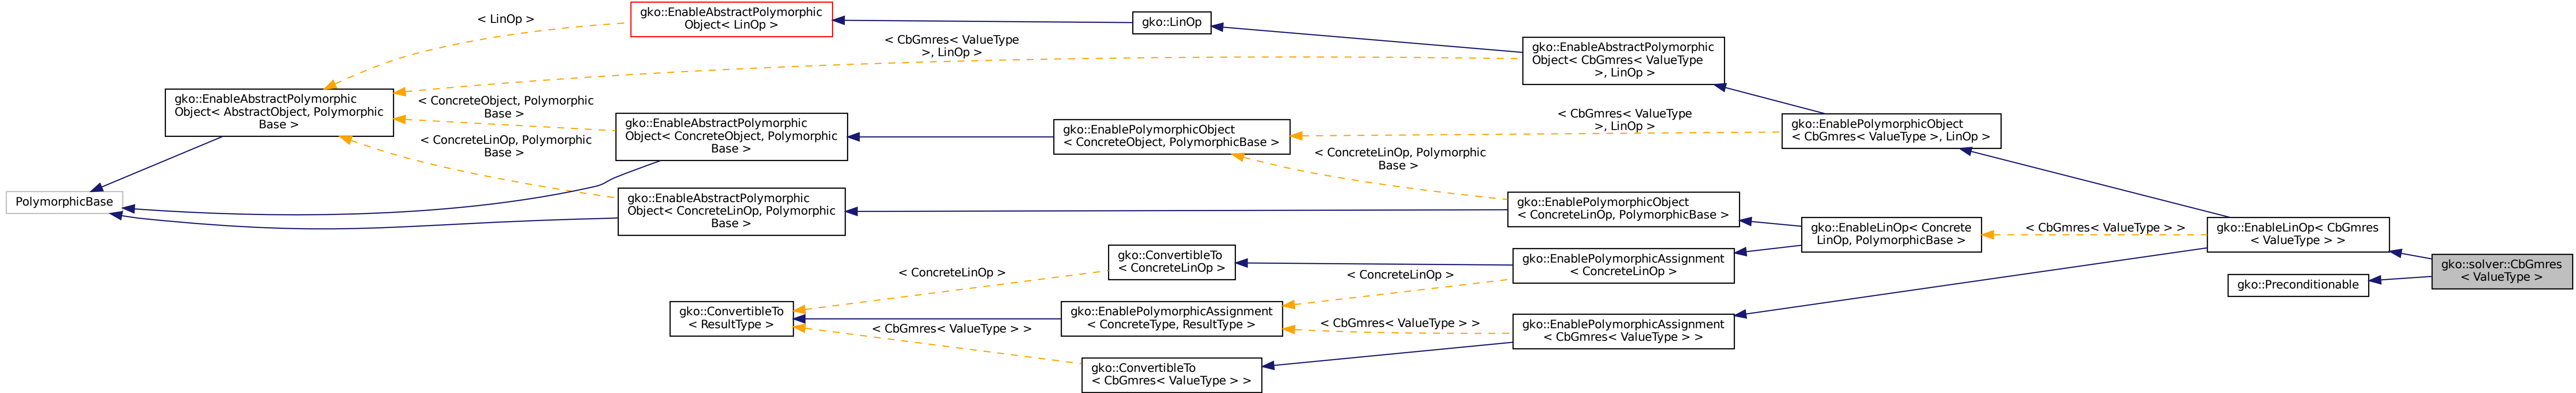 < LinOp >
gko::EnableAbstractPolymorphic
Object< LinOp >
gko::LinOp
< CbGmres< ValueType
>, LinOp >
gko::EnableAbstractPolymorphic
Object< CbGmres< ValueType
>, LinOp >
gko::EnableAbstractPolymorphic
Object< AbstractObject, Polymorphic
Base >
< ConcreteObject, Polymorphic
Base >
< ConcreteLinOp, Polymorphic
Base >
gko::EnableAbstractPolymorphic
Object< ConcreteObject, Polymorphic
Base >
gko::EnablePolymorphicObject
< ConcreteObject, PolymorphicBase >
< CbGmres< ValueType
>, LinOp >
gko::EnablePolymorphicObject
< CbGmres< ValueType >, LinOp >
< ConcreteLinOp, Polymorphic
Base >
PolymorphicBase
gko::EnableAbstractPolymorphic
Object< ConcreteLinOp, Polymorphic
Base >
gko::EnablePolymorphicObject
< ConcreteLinOp, PolymorphicBase >
gko::EnableLinOp< Concrete
LinOp, PolymorphicBase >
< CbGmres< ValueType > >
gko::EnableLinOp< CbGmres
< ValueType > >
gko::ConvertibleTo
< ConcreteLinOp >
gko::EnablePolymorphicAssignment
< ConcreteLinOp >
gko::solver::CbGmres
< ValueType >
gko::Preconditionable
< ConcreteLinOp >
< ConcreteLinOp >
gko::ConvertibleTo
< ResultType >
gko::EnablePolymorphicAssignment
< ConcreteType, ResultType >
< CbGmres< ValueType > >
< CbGmres< ValueType > >
gko::EnablePolymorphicAssignment
< CbGmres< ValueType > >
gko::ConvertibleTo
< CbGmres< ValueType > >